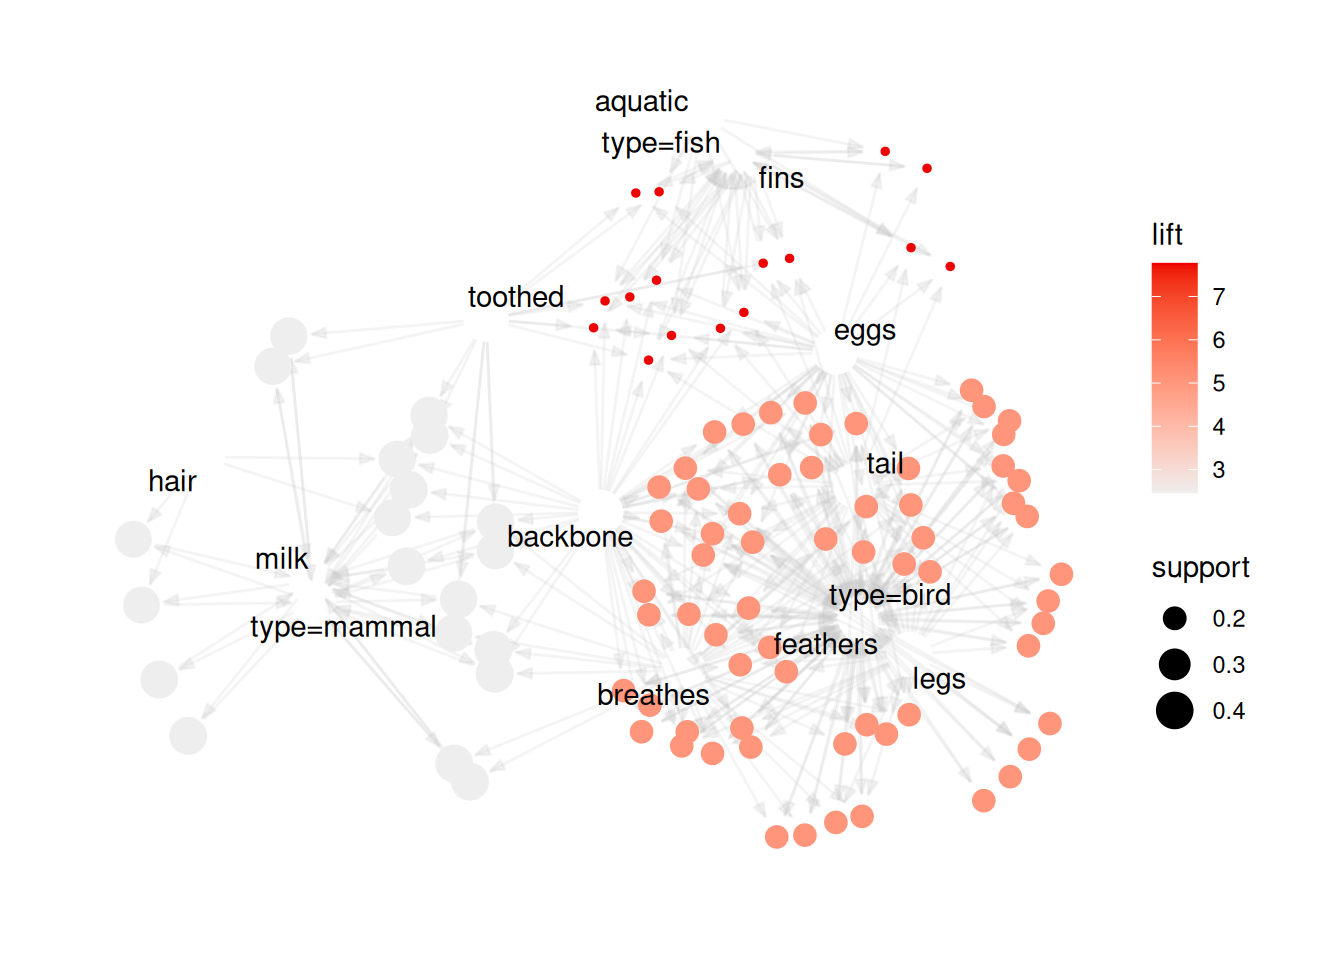 aquatic
type=fish
fins
toothed
eggs
tail
hair
backbone
milk
type=bird
type=mammal
feathers
legs
breathes
lift
7
6
5
4
3
support
0.2
0.3
0.4